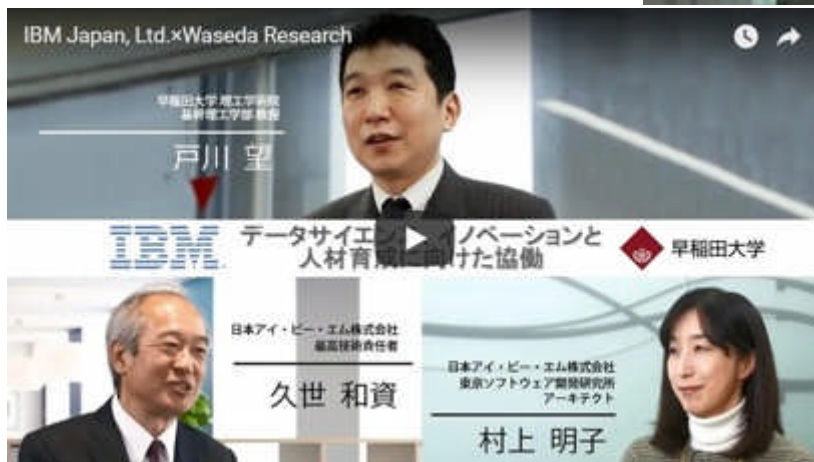 IBM Japan, Ltd.×Waseda Research
早稲田大学 理工学術院
基幹理工学部 教授
戸川 望
IBM
データサイエンス イノベーションと
人材育成に向けた協働
早稲田大学
日本アイ・ビー・エム株式会社
最高技術責任者
久世 和資
日本アイ・ビー・エム株式会社
東京ソフトウェア開発研究所
アーキテクト
村上 明子